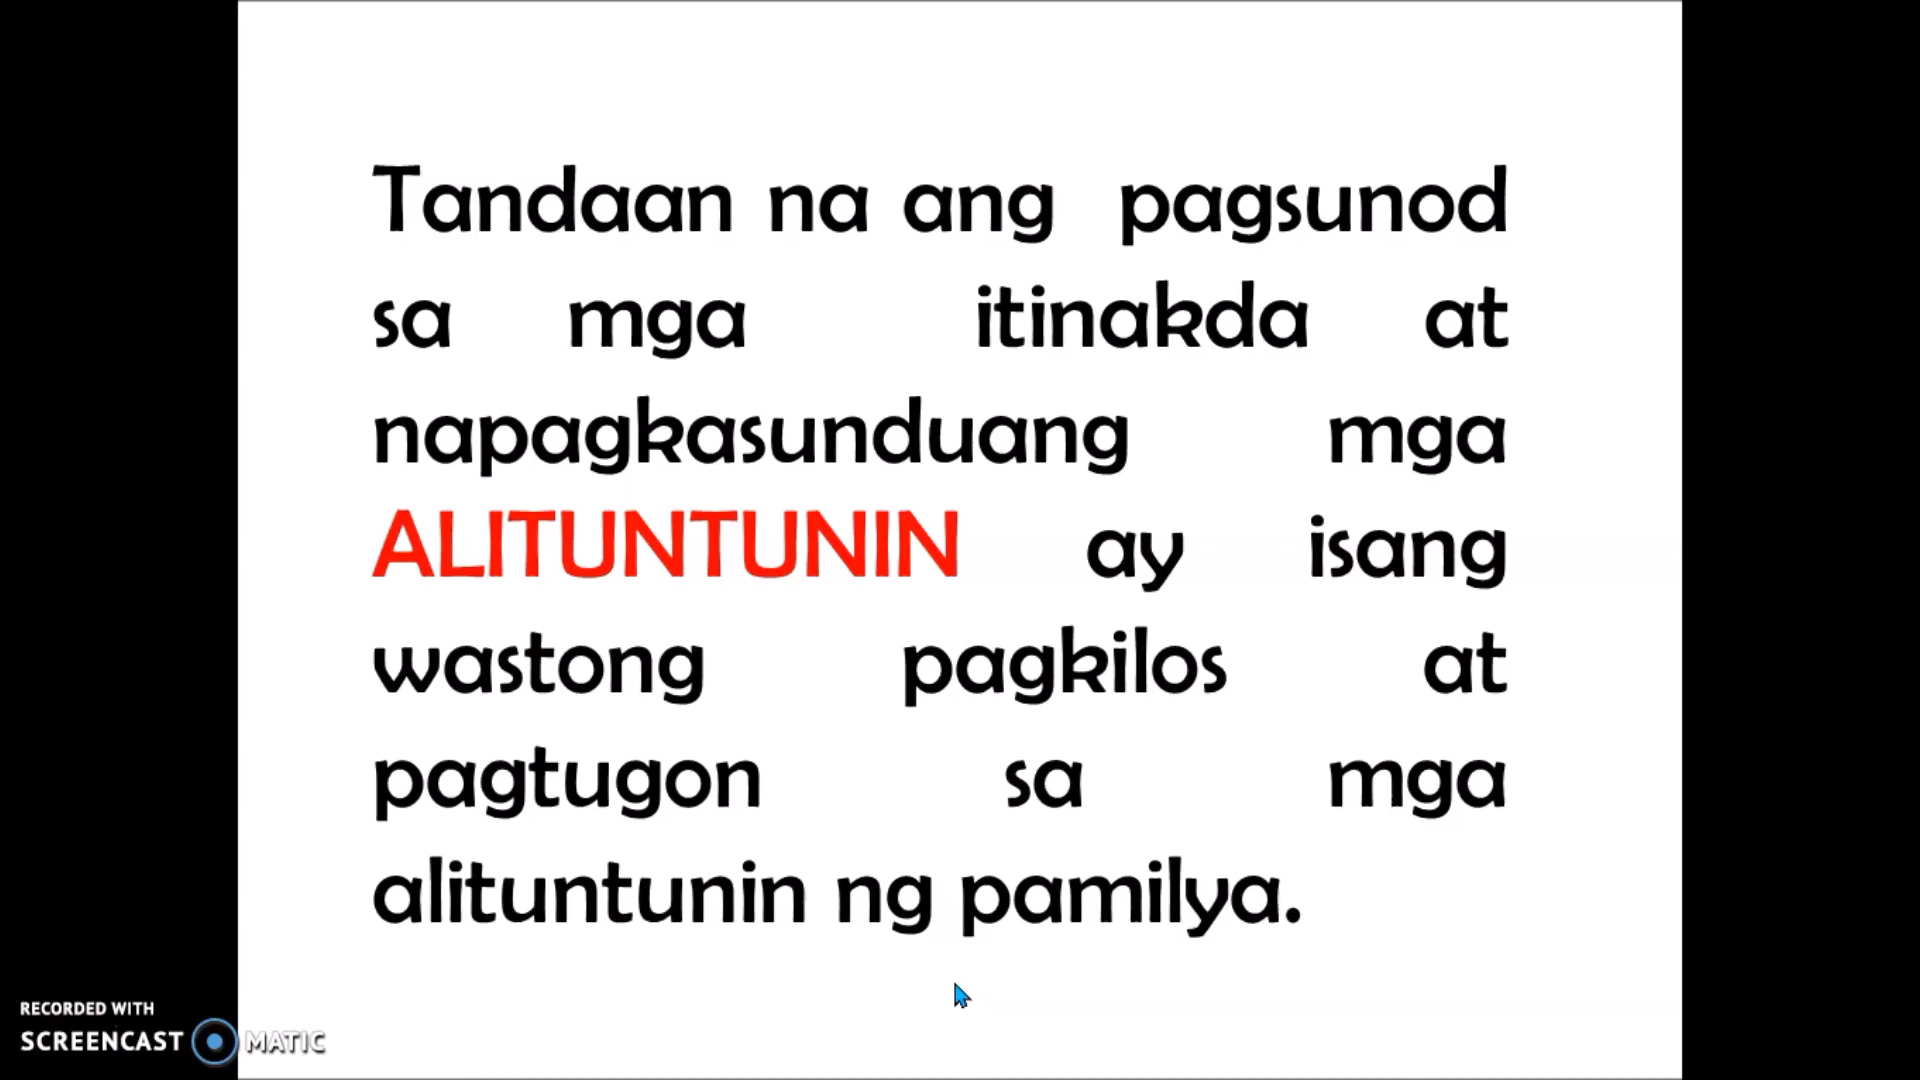 Tandaan na ang pagsunod
sa mga itinakda at
napagkasunduang mga
ALITUNTUNIN ay isang
wastong pagkilos at
pagtugon sa mga
alituntunin ng pamilya.
RECORDED WITH
SCREENCAST MATIC